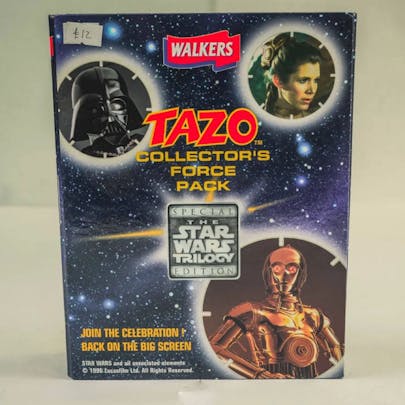 £12
WALKERS
TAZO™
COLLECTOR'S
FORCE
PACK
SPECIAL
THE
STAR
WARS
TRILOGY
EDITION
JOIN THE CELEBRATION!
BACK ON THE BIG SCREEN
STAR WARS and all associated elements
© 1996 Lucasfilm Ltd. All Rights Reserved.